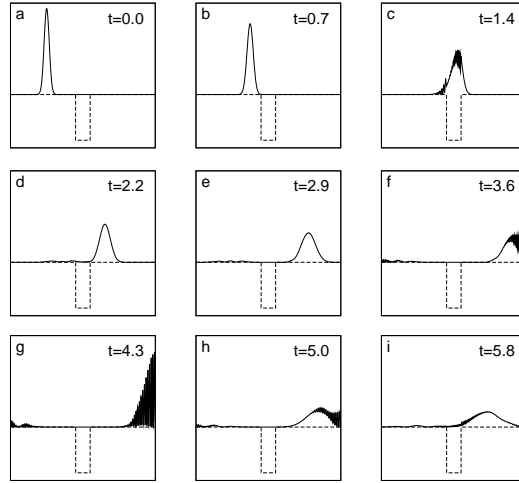 a t=0.0
b t=0.7
c t=1.4
d t=2.2
e t=2.9
f t=3.6
g t=4.3
h t=5.0
i t=5.8